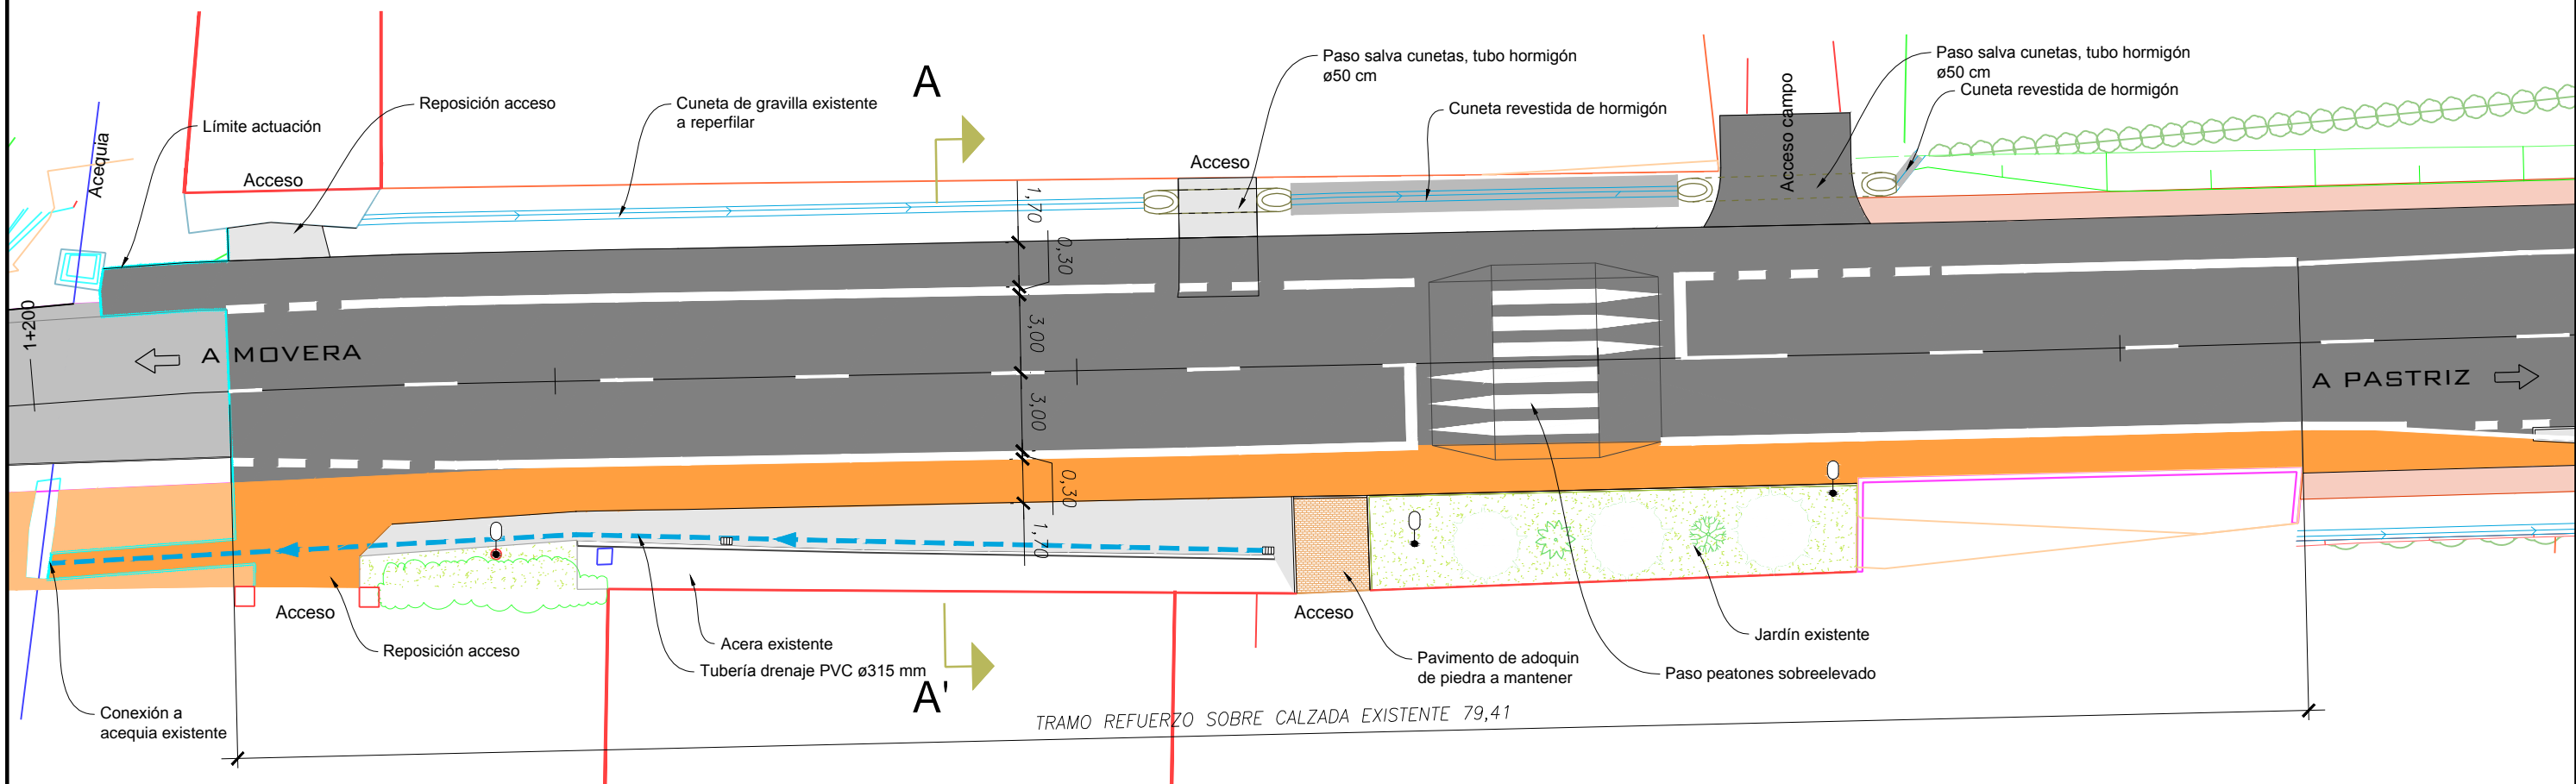 A
Paso salva cunetas, tubo hormigón
ø50 cm
Paso salva cunetas, tubo hormigón
ø50 cm
Cuneta revestida de hormigón
Reposición acceso
Cuneta de gravilla existente
a reperfilar
Cuneta revestida de hormigón
Límite actuación
Acequia
Acceso
Acceso
Acceso campo
1,70
0,30
3,00
3,00
0,30
1,70
1+200
A MOVERA
A PASTRIZ
Acceso
Acceso
Reposición acceso
Acera existente
Tubería drenaje PVC ø315 mm
Jardín existente
Pavimento de adoquin
de piedra a mantener
Paso peatones sobreelevado
A'
Conexión a
acequia existente
TRAMO REFUERZO SOBRE CALZADA EXISTENTE 79,41